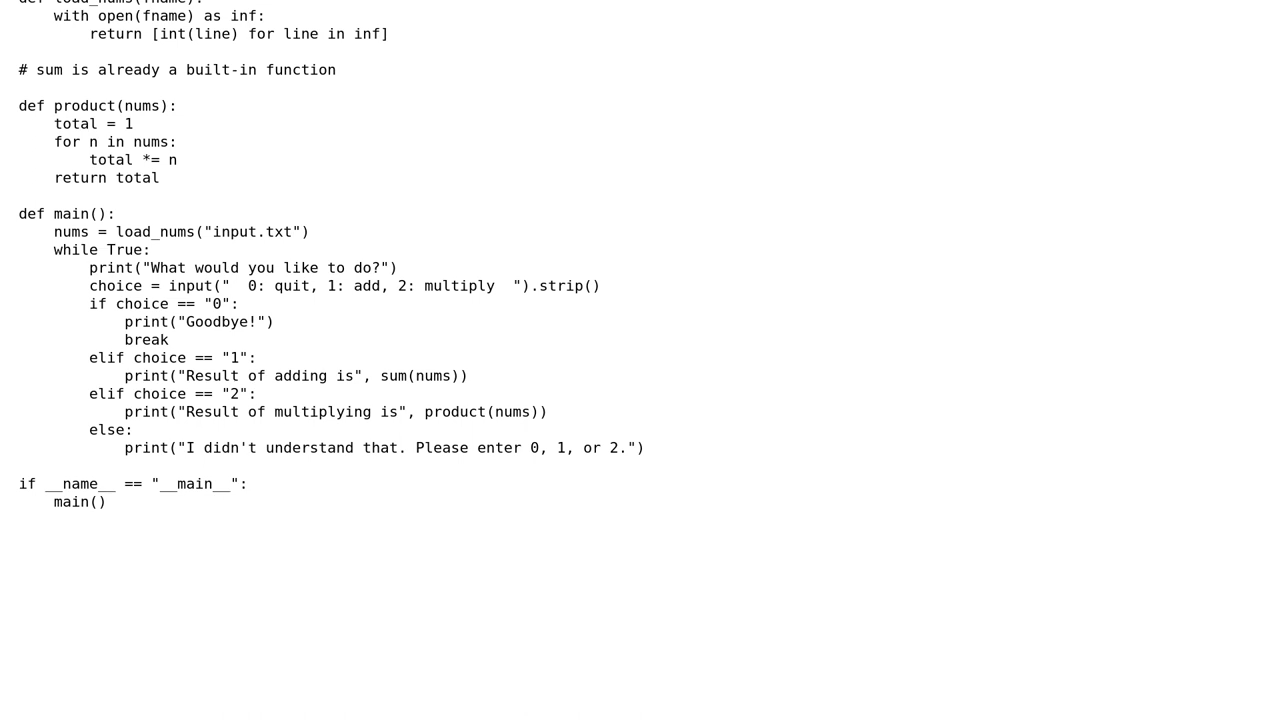 def load_nums(fname):
    with open(fname) as inf:
        return [int(line) for line in inf]

# sum is already a built-in function

def product(nums):
    total = 1
    for n in nums:
        total *= n
    return total

def main():
    nums = load_nums("input.txt")
    while True:
        print("What would you like to do?")
        choice = input("  0: quit, 1: add, 2: multiply  ").strip()
        if choice == "0":
            print("Goodbye!")
            break
        elif choice == "1":
            print("Result of adding is", sum(nums))
        elif choice == "2":
            print("Result of multiplying is", product(nums))
        else:
            print("I didn't understand that. Please enter 0, 1, or 2.")

if __name__ == "__main__":
    main()